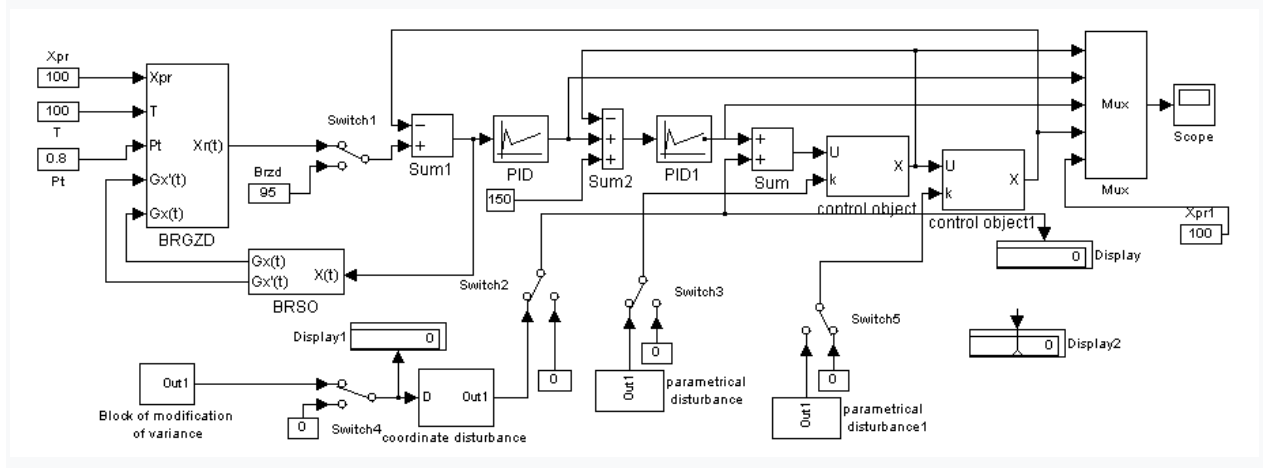 Xpr
100
100
T
0.8
Pt
Xpr
T
Pt
Gx'(t)
Gx(t)
Xr(t)
BRGZD
Switch1
Brzd
95
−
+
Sum1
PID
150
−
+
+
Sum2
PID1
+
+
Sum
U
k
X
control object
U
k
X
control object1
Mux
Mux
Scope
Xpr1
100
Gx(t)
Gx'(t)
X(t)
BRSO
Switch2
Switch3
Switch5
0
Display
0
Display2
Display1
0
Out1
Block of modification
of variance
0
Switch4
D
Out1
coordinate disturbance
0
0
Out1
parametrical
disturbance
0
Out1
parametrical
disturbance1